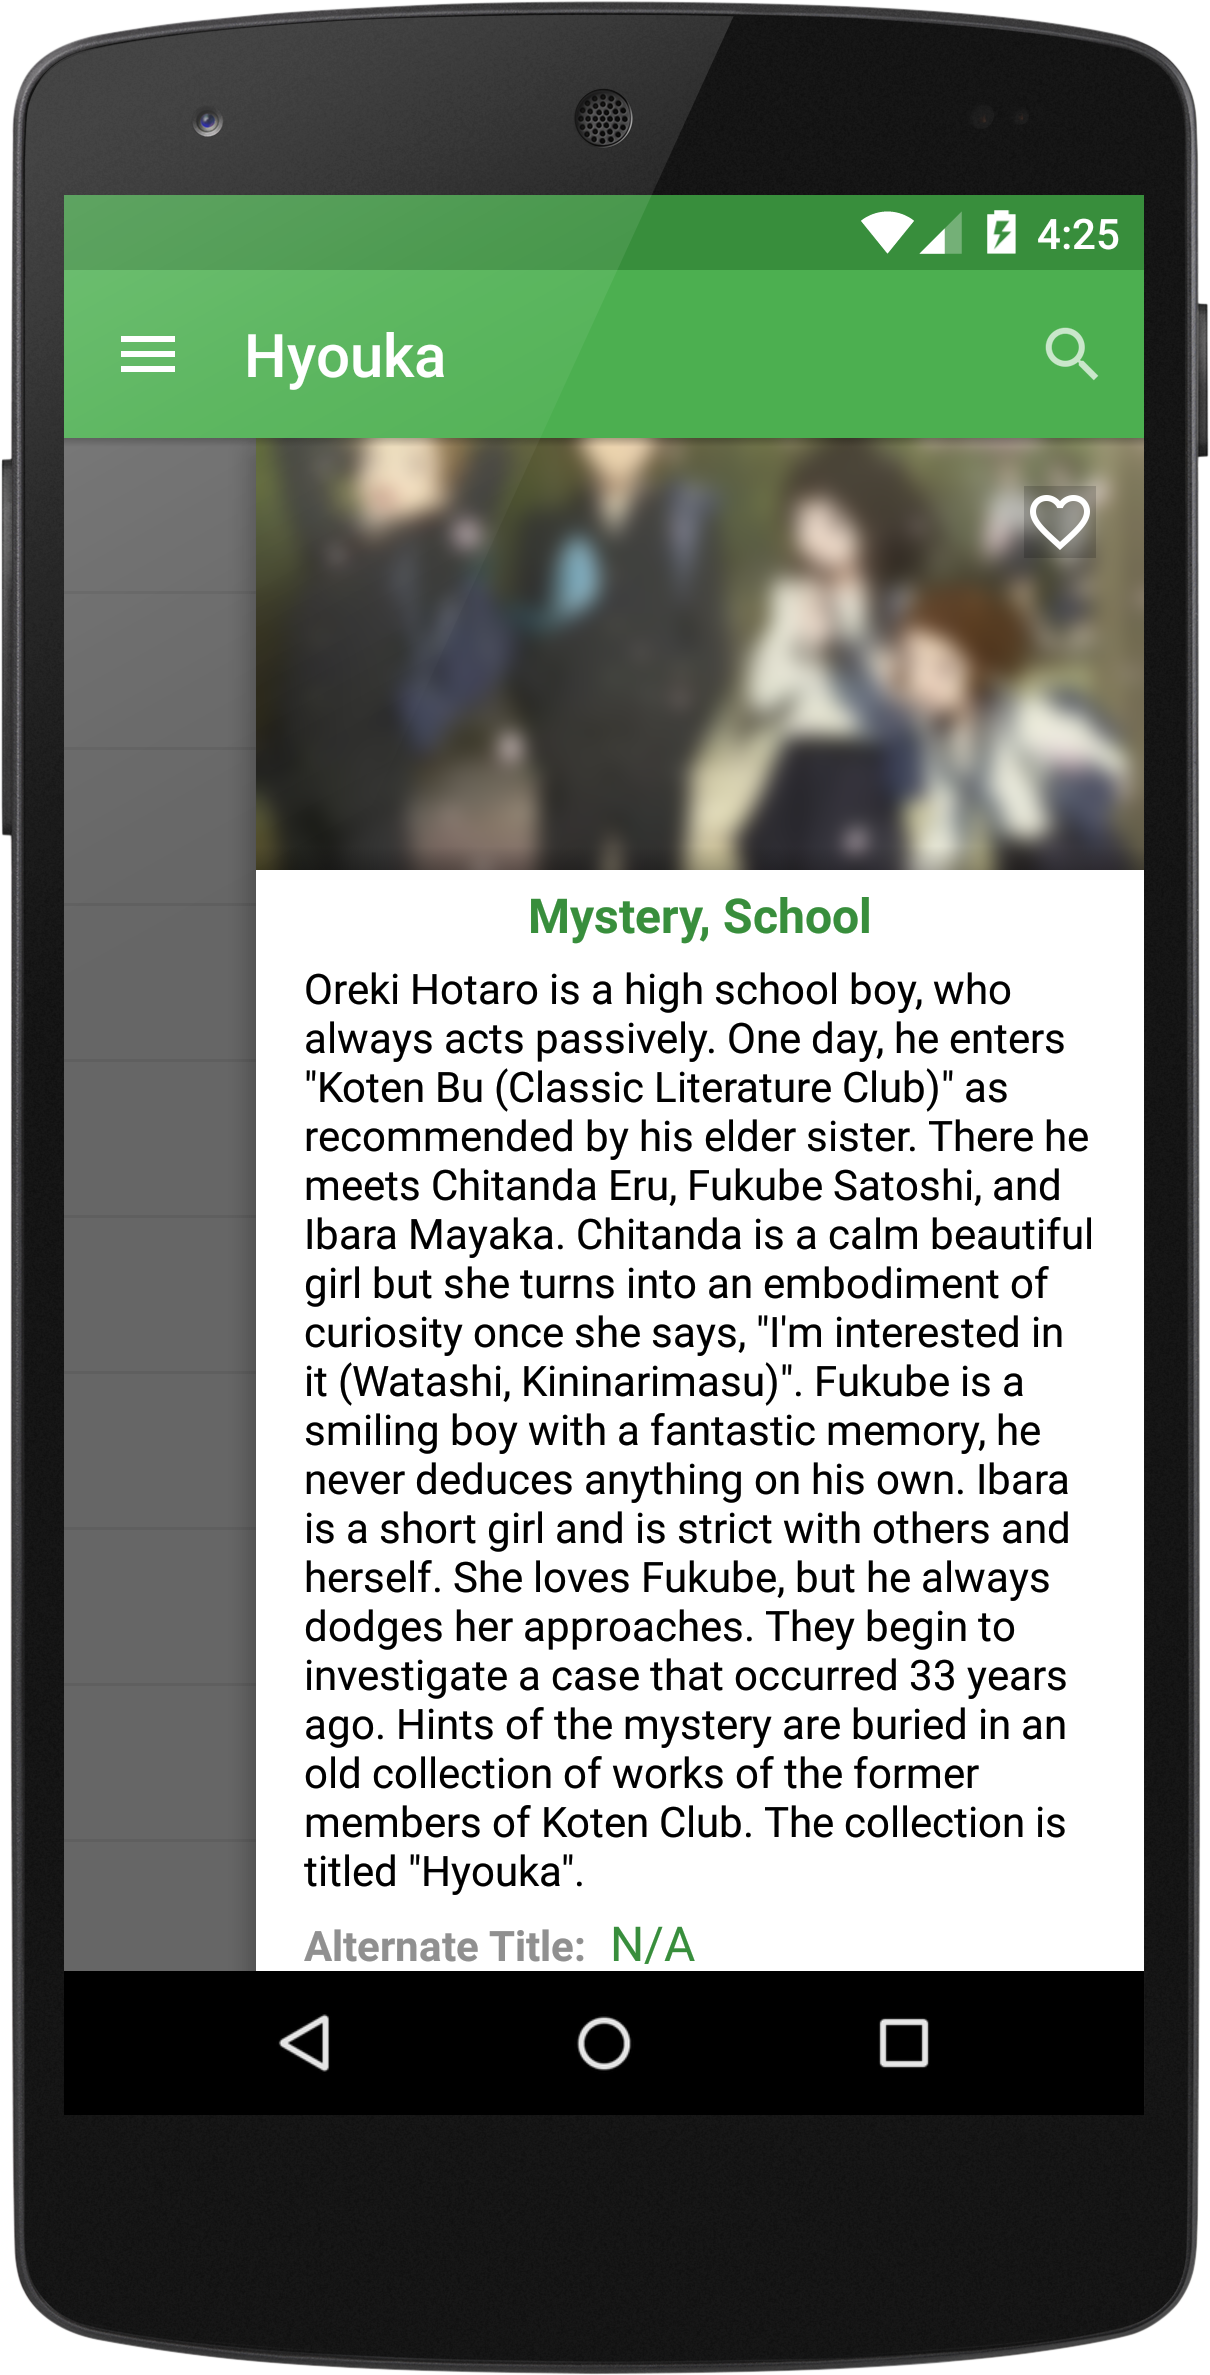 4:25
Hyouka
Mystery, School
Oreki Hotaro is a high school boy, who
always acts passively. One day, he enters
"Koten Bu (Classic Literature Club)" as
recommended by his elder sister. There he
meets Chitanda Eru, Fukube Satoshi, and
Ibara Mayaka. Chitanda is a calm beautiful
girl but she turns into an embodiment of
curiosity once she says, "I'm interested in
it (Watashi, Kininarimasu)". Fukube is a
smiling boy with a fantastic memory, he
never deduces anything on his own. Ibara
is a short girl and is strict with others and
herself. She loves Fukube, but he always
dodges her approaches. They begin to
investigate a case that occurred 33 years
ago. Hints of the mystery are buried in an
old collection of works of the former
members of Koten Club. The collection is
titled "Hyouka".
Alternate Title: N/A